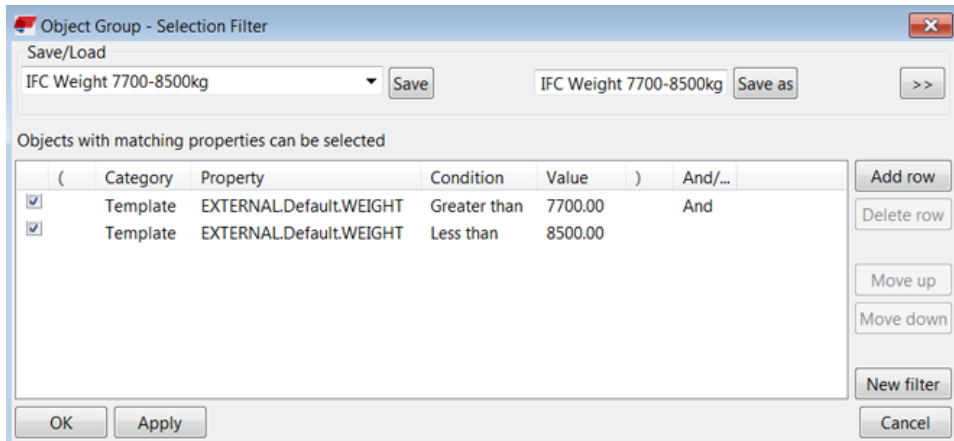 Object Group - Selection Filter
Save/Load
IFC Weight 7700-8500kg Save IFC Weight 7700-8500kg Save as >>
Objects with matching properties can be selected
( Category Property Condition Value ) And/...
Template EXTERNAL.Default.WEIGHT Greater than 7700.00 And
Template EXTERNAL.Default.WEIGHT Less than 8500.00
Add row
Delete row
Move up
Move down
New filter
OK Apply Cancel